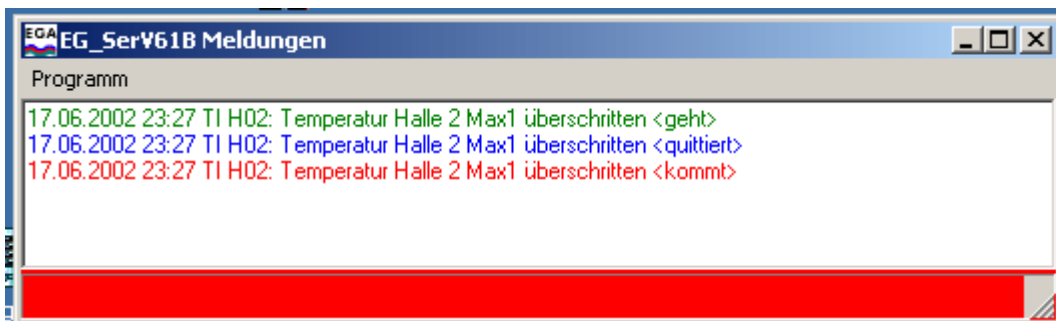 EGA EG_SerV61B Meldungen
Programm
17.06.2002 23:27 TI H02: Temperatur Halle 2 Max1 überschritten <geht>
17.06.2002 23:27 TI H02: Temperatur Halle 2 Max1 überschritten <quittiert>
17.06.2002 23:27 TI H02: Temperatur Halle 2 Max1 überschritten <kommt>